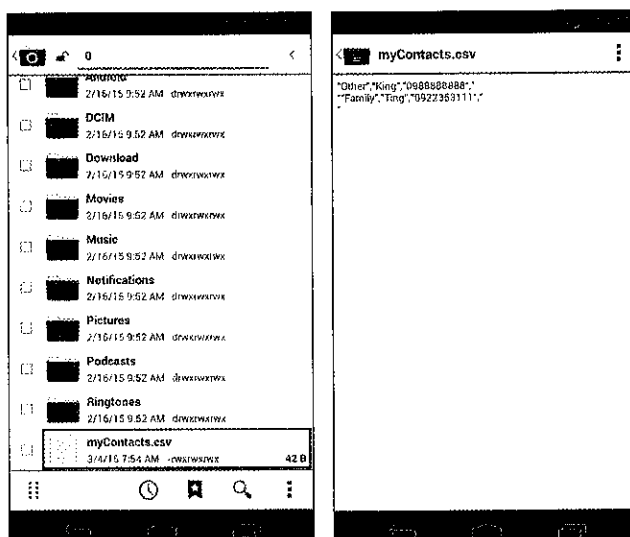 0
Android
2/16/15 9:52 AM drwxrwxrwx
DCIM
2/16/15 9:52 AM drwxrwxrwx
Download
2/16/15 9:52 AM drwxrwxrwx
Movies
2/16/15 9:52 AM drwxrwxrwx
Music
2/16/15 9:52 AM drwxrwxrwx
Notifications
2/16/15 9:52 AM drwxrwxrwx
Pictures
2/16/15 9:52 AM drwxrwxrwx
Podcasts
2/16/15 9:52 AM drwxrwxrwx
Ringtones
2/16/15 9:52 AM drwxrwxrwx
myContacts.csv
7:54 AM -rwxrwxrwx 42 B
myContacts.csv
"Other","King","0988888888","
""Family","Ting","0922363111","
"